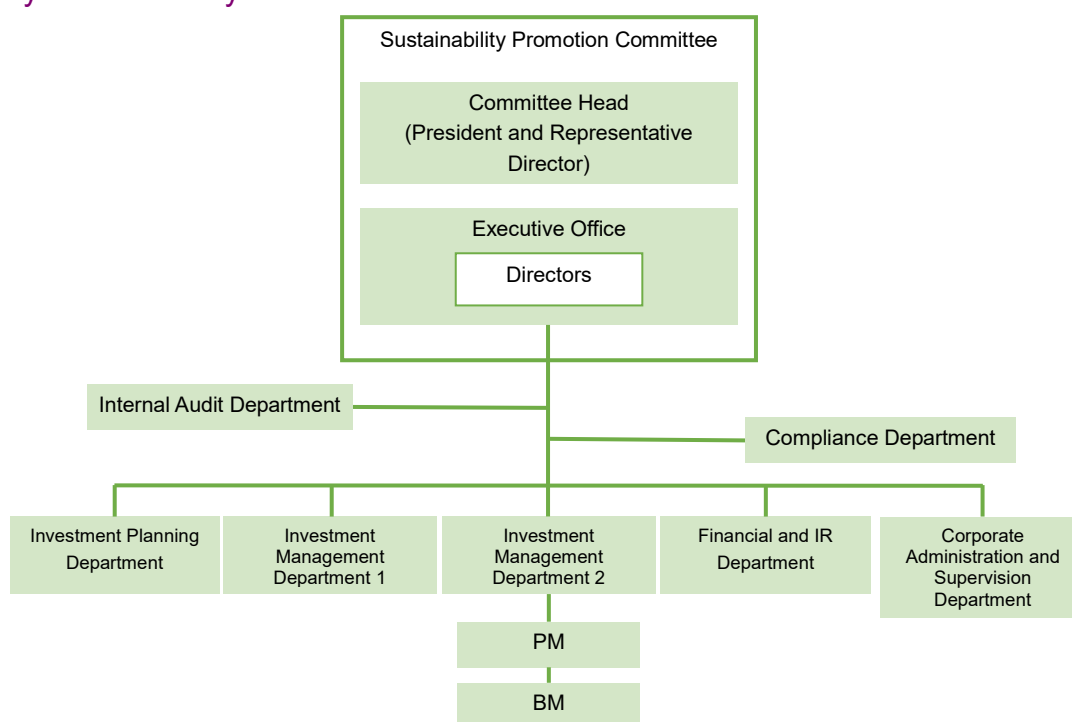 Sustainability Promotion Committee
Committee Head
(President and Representative
Director)
Executive Office
Directors
Internal Audit Department
Compliance Department
Investment Planning
Department
Investment
Management
Department 1
Investment
Management
Department 2
Financial and IR
Department
Corporate
Administration and
Supervision
Department
PM
BM